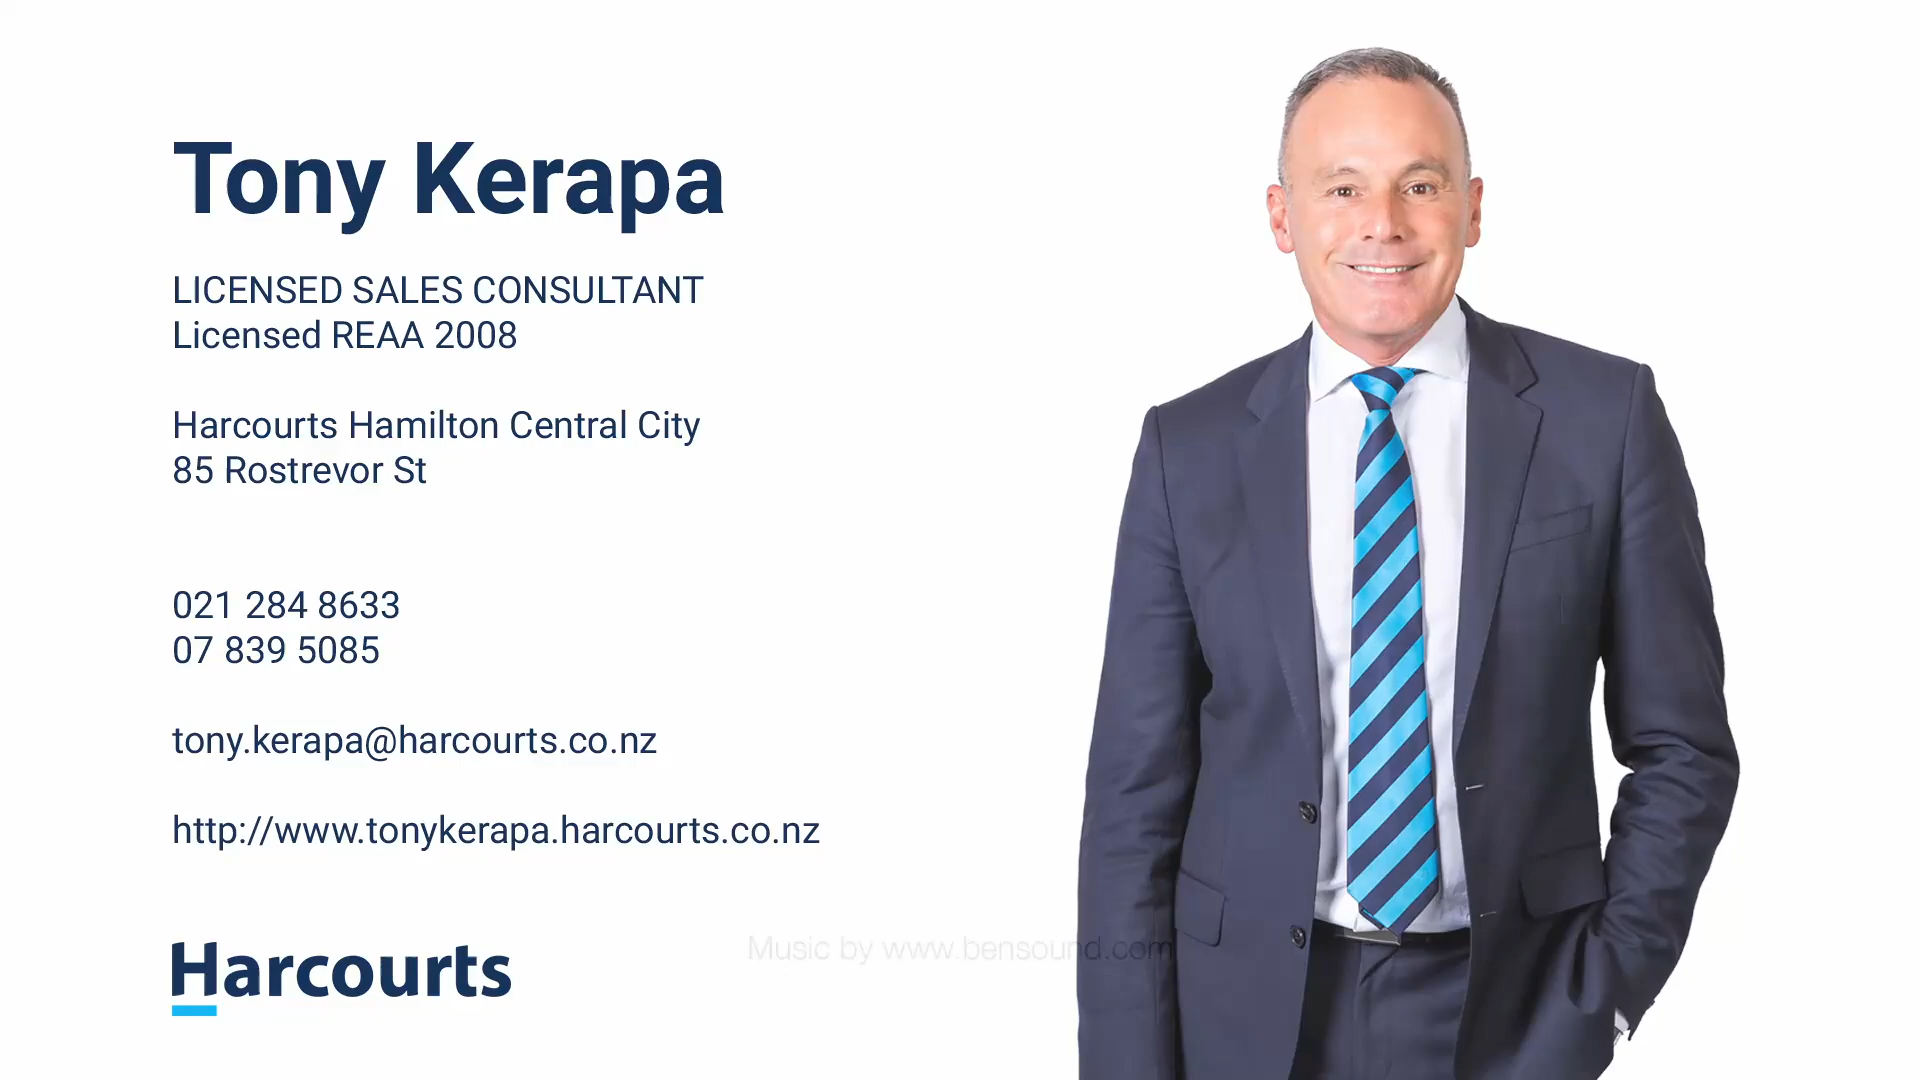 Tony Kerapa
LICENSED SALES CONSULTANT
Licensed REAA 2008
Harcourts Hamilton Central City
85 Rostrevor St
021 284 8633
07 839 5085
tony.kerapa@harcourts.co.nz
http://www.tonykerapa.harcourts.co.nz
Harcourts
Music by www.bensound.com